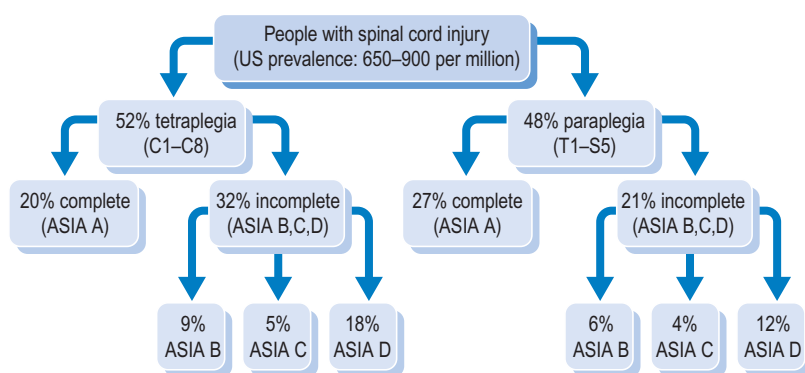 People with spinal cord injury
(US prevalence: 650–900 per million)
52% tetraplegia
(C1–C8)
48% paraplegia
(T1–S5)
20% complete
(ASIA A)
32% incomplete
(ASIA B,C,D)
27% complete
(ASIA A)
21% incomplete
(ASIA B,C,D)
9%
ASIA B
5%
ASIA C
18%
ASIA D
6%
ASIA B
4%
ASIA C
12%
ASIA D